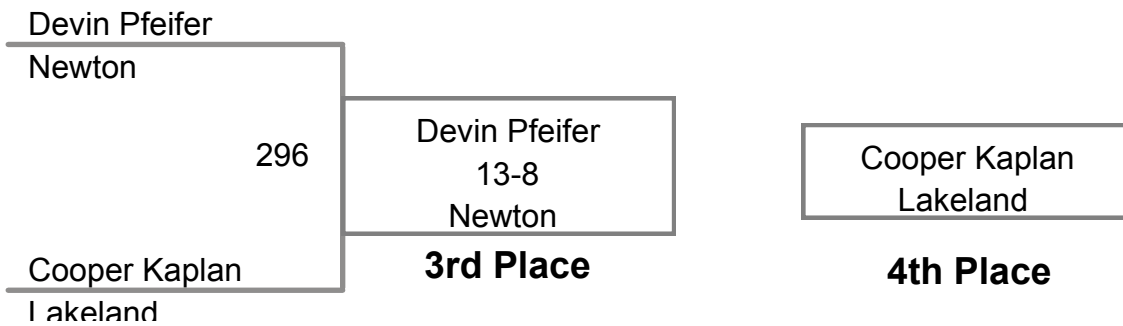 Devin Pfeifer
Newton
296
Devin Pfeifer
13-8
Newton
3rd Place
Cooper Kaplan
Lakeland
4th Place
Cooper Kaplan
Lakeland